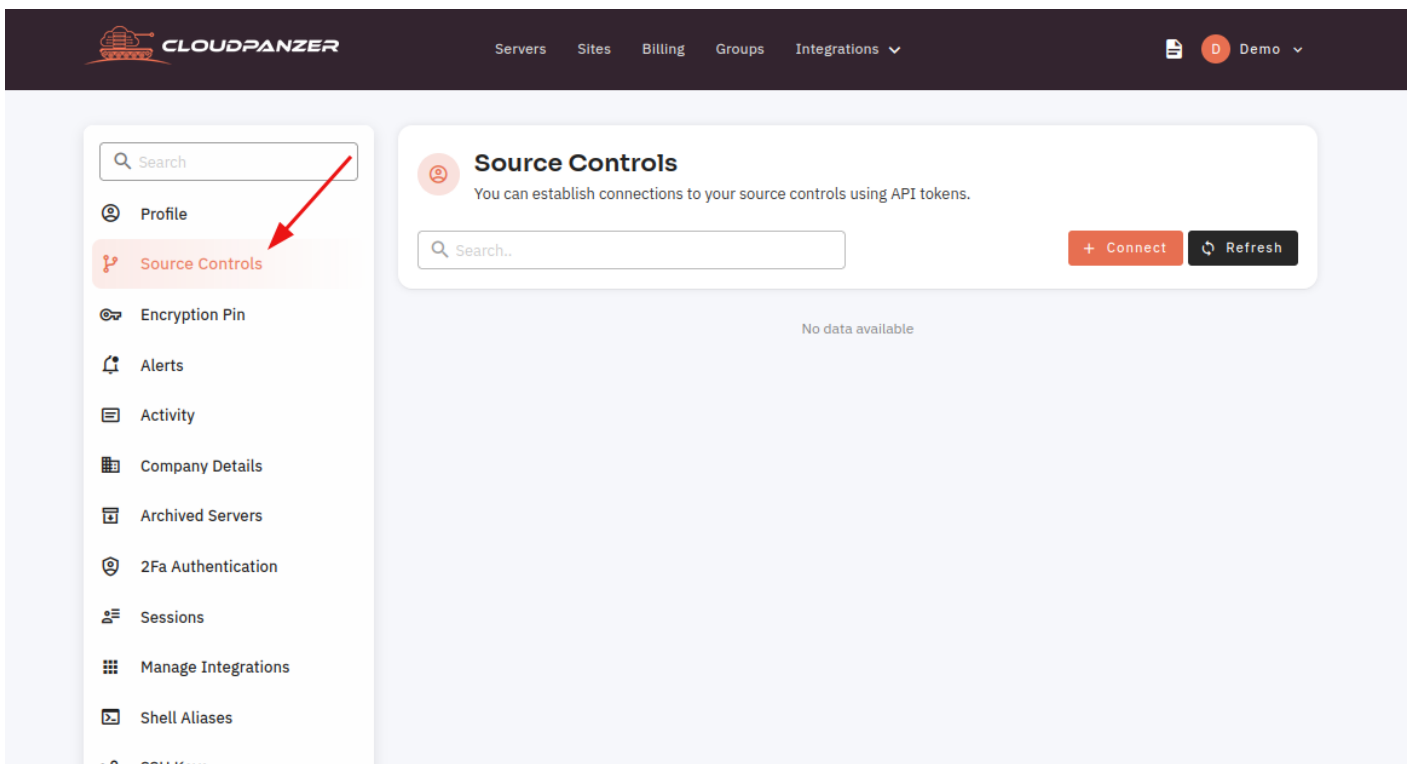 CLOUDPANZER
Servers Sites Billing Groups Integrations
D Demo
Search
Profile
Source Controls
Encryption Pin
Alerts
Activity
Company Details
Archived Servers
2Fa Authentication
Sessions
Manage Integrations
Shell Aliases
Source Controls
You can establish connections to your source controls using API tokens.
Search..
+ Connect
Refresh
No data available